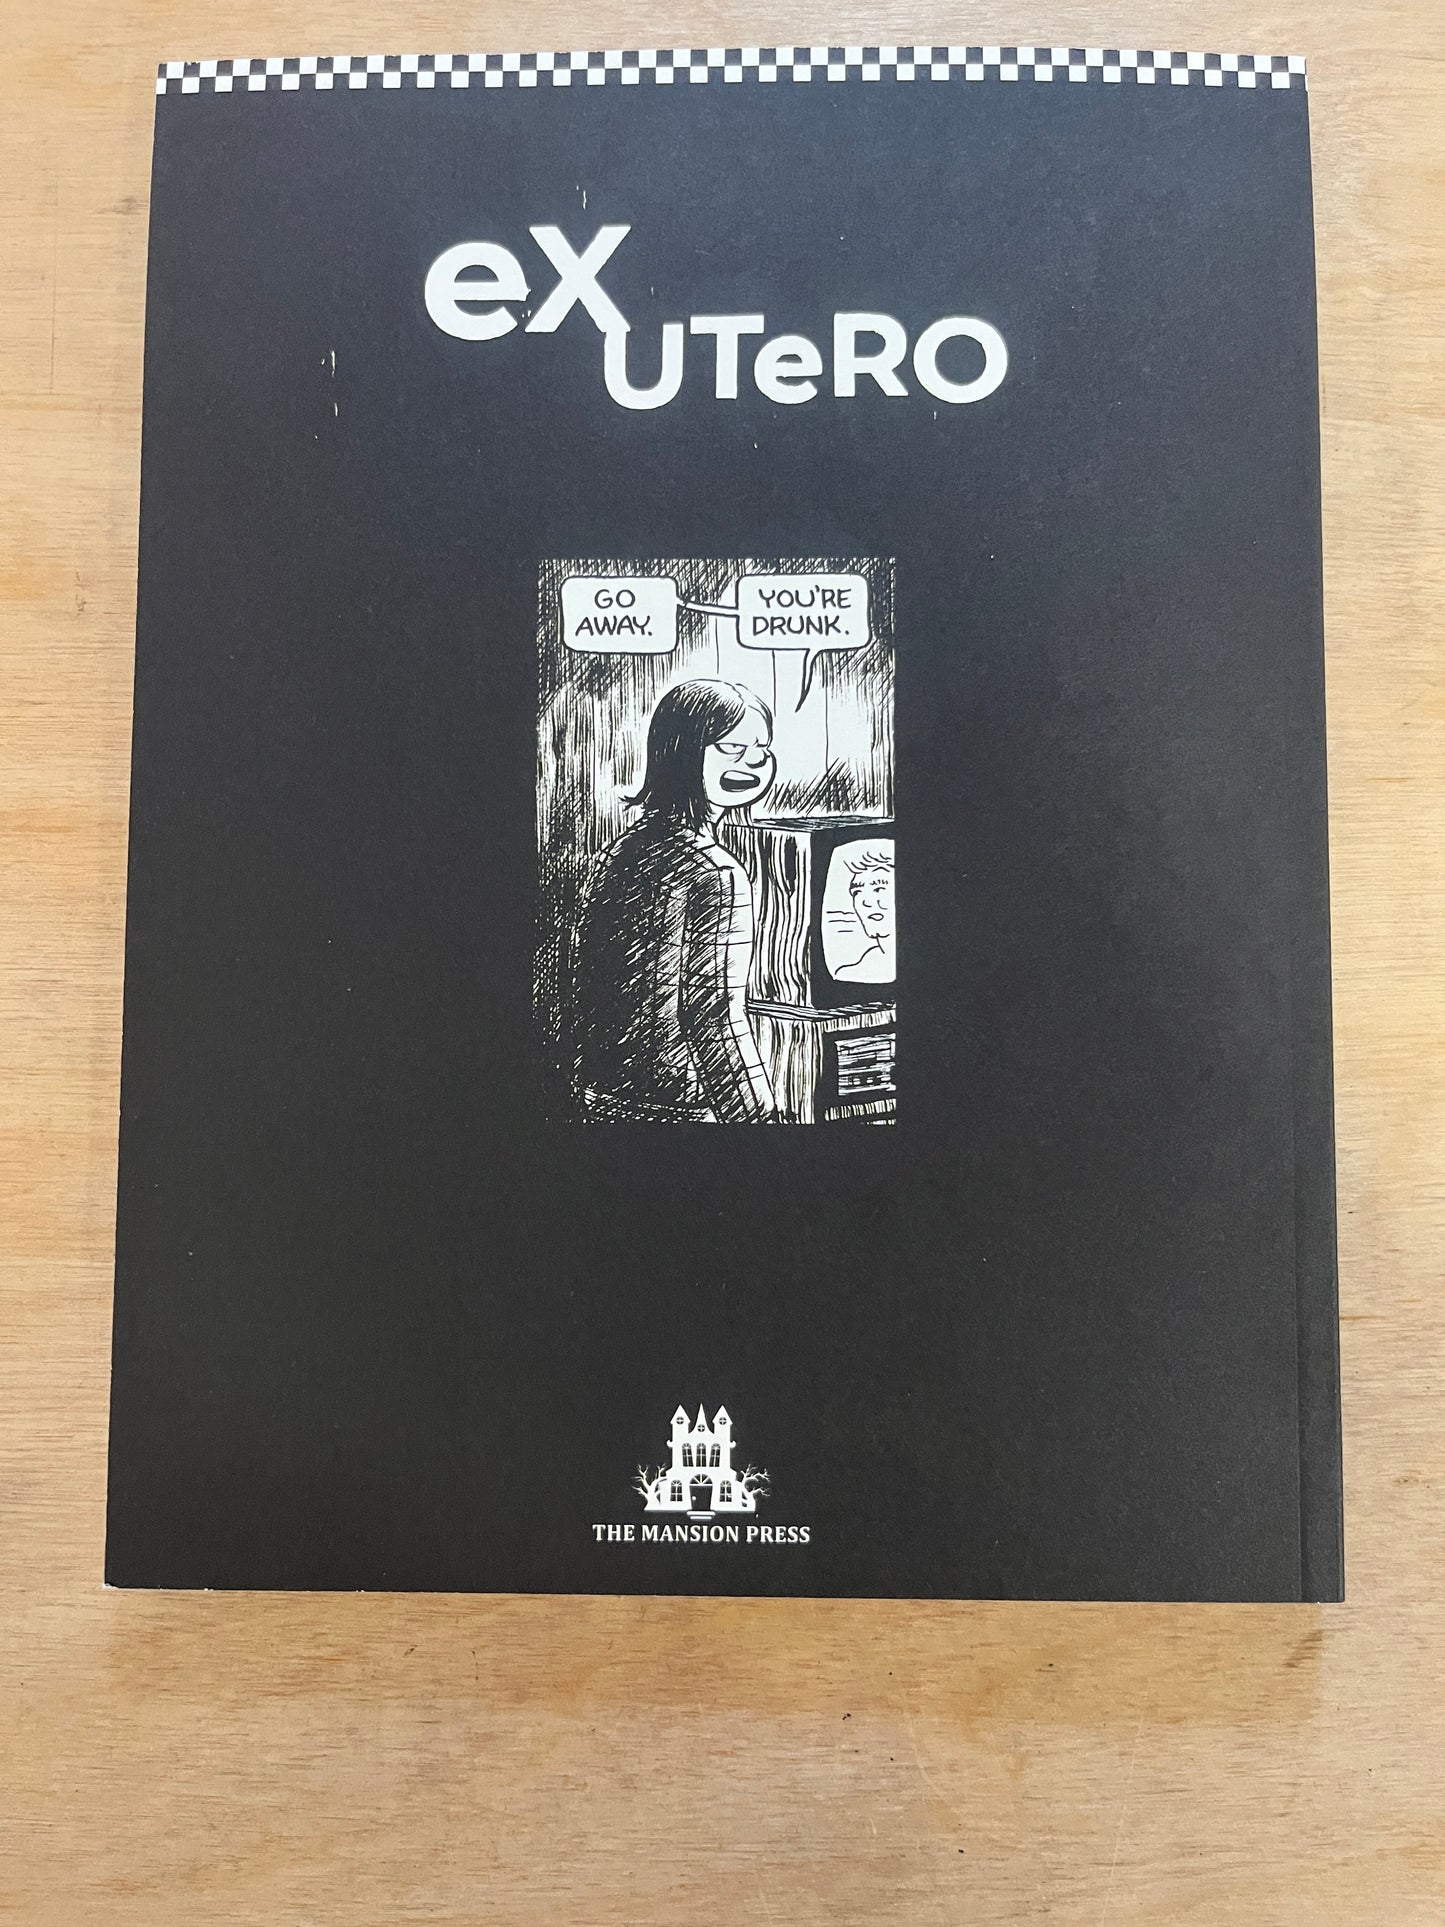 eX
UTeRO
GO
AWAY.
YOU'RE
DRUNK.
THE MANSION PRESS